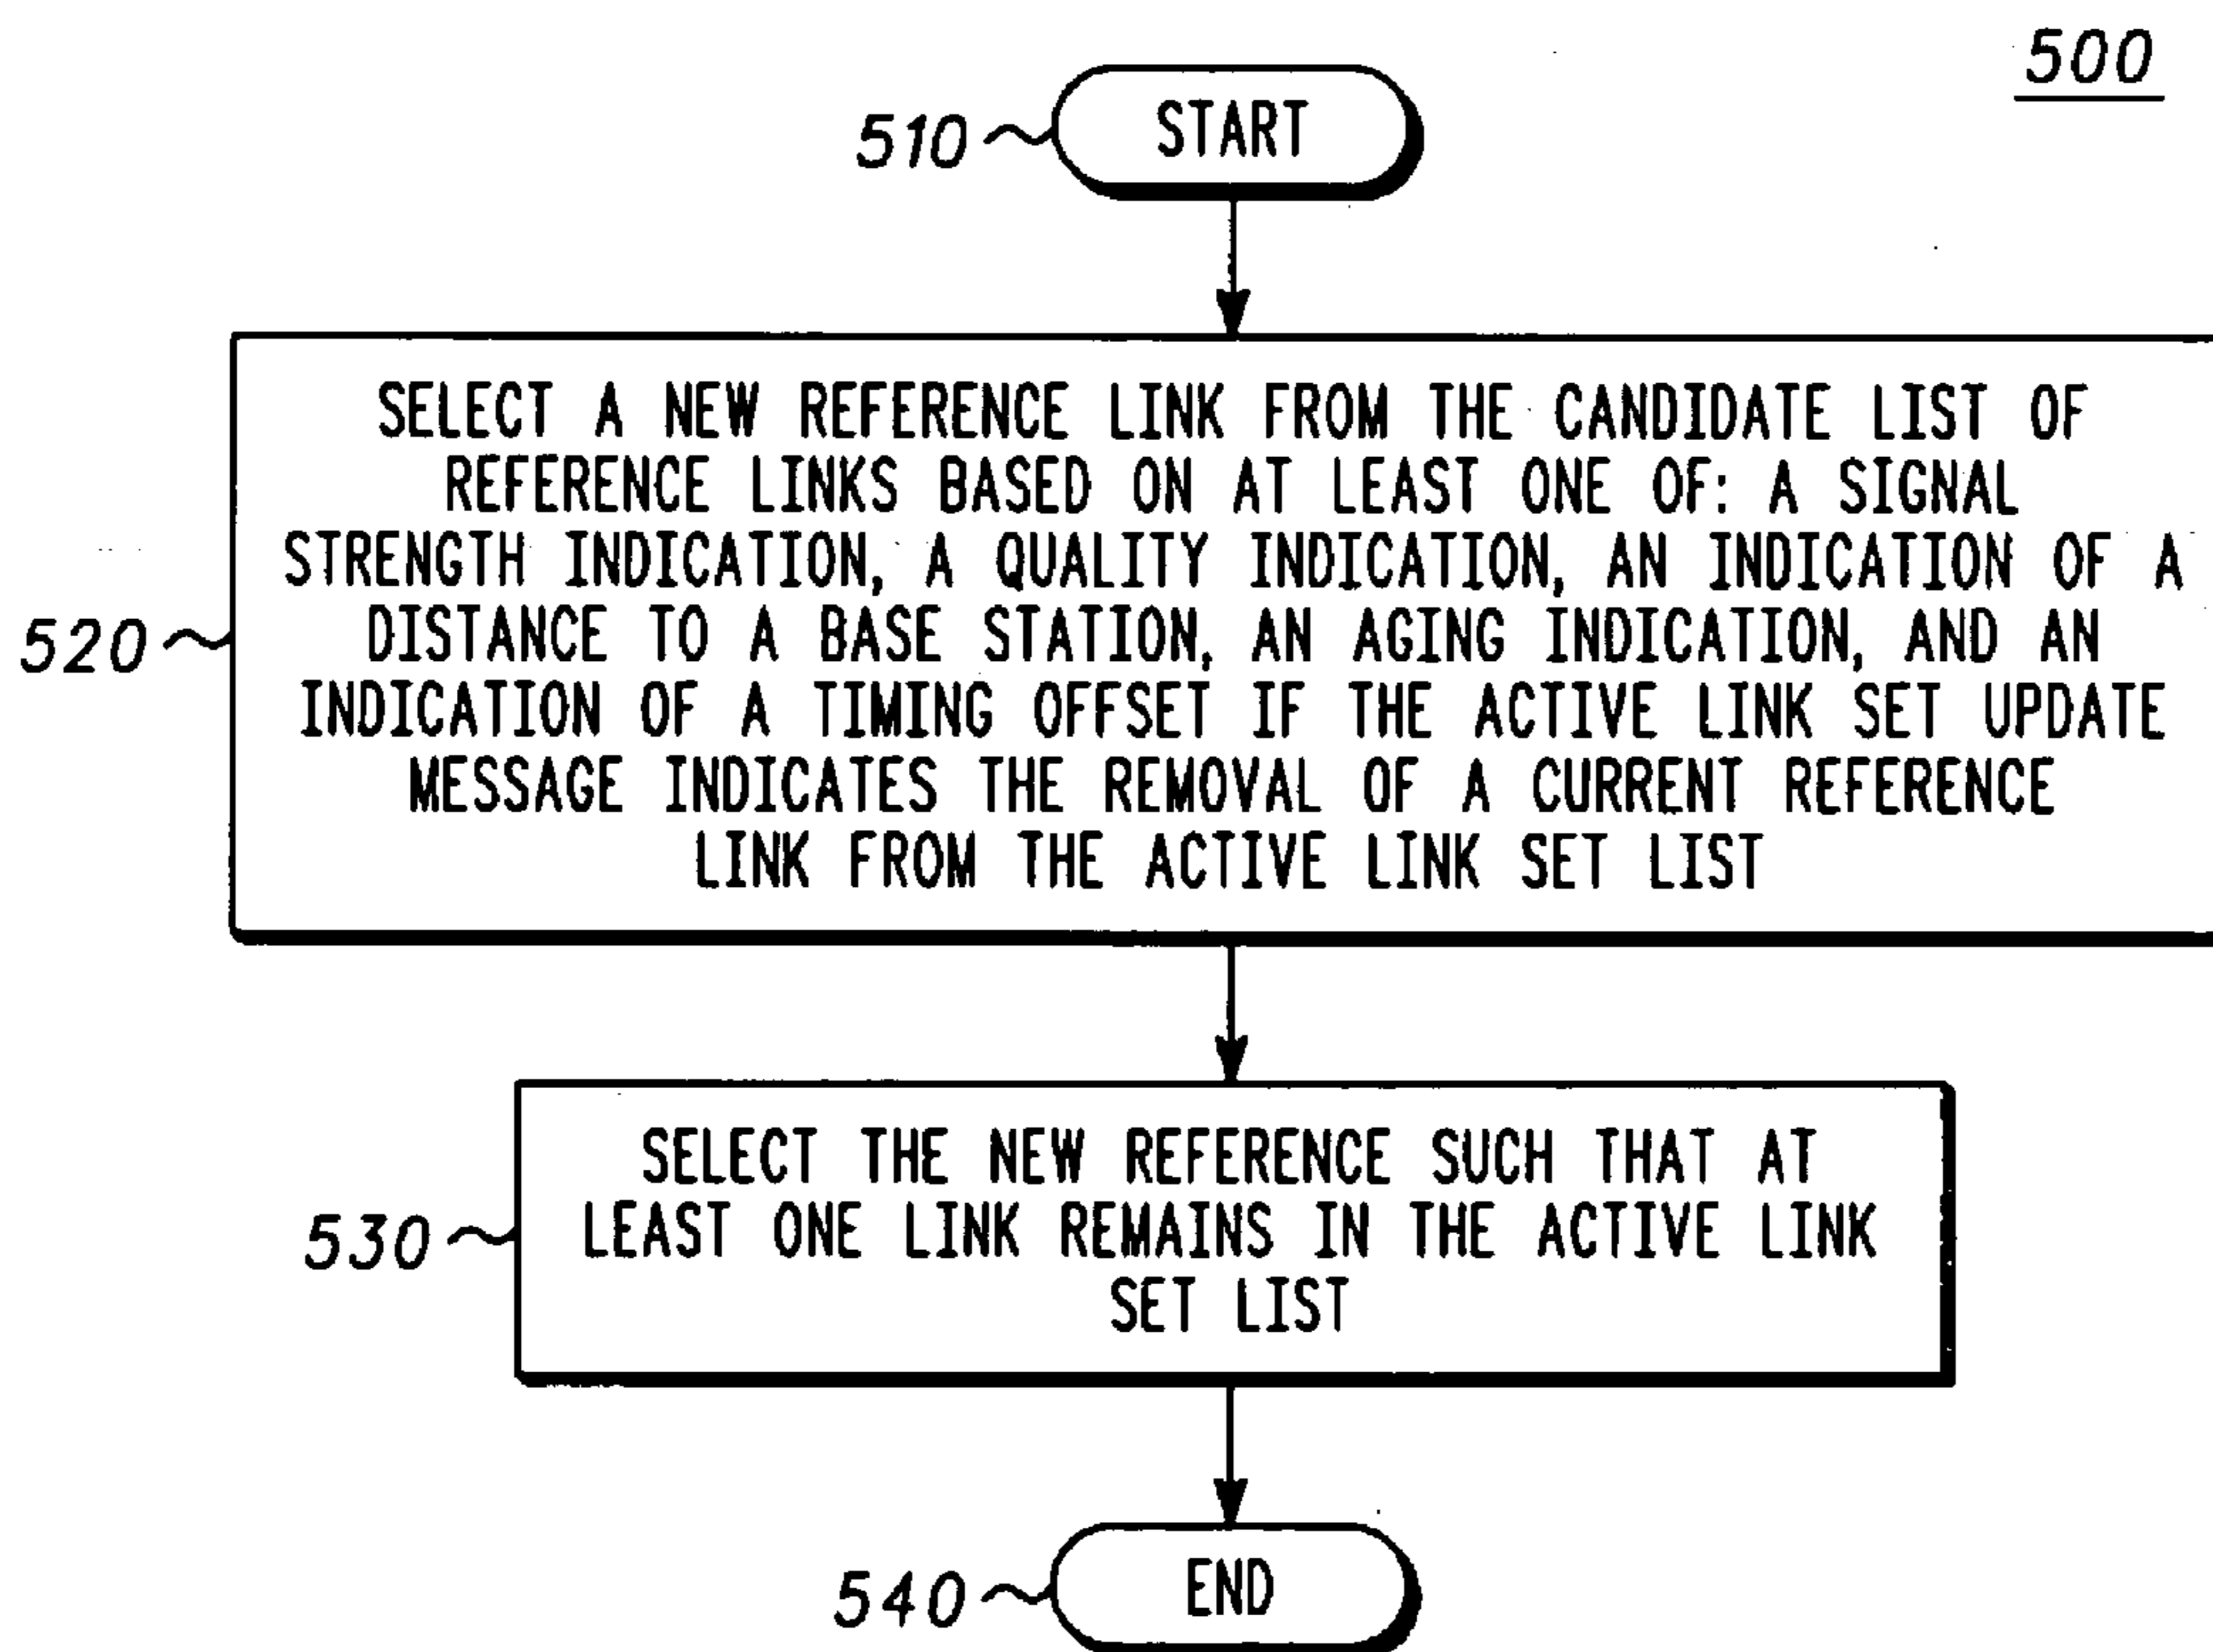 500
510
START
SELECT A NEW REFERENCE LINK FROM THE CANDIDATE LIST OF
REFERENCE LINKS BASED ON AT LEAST ONE OF: A SIGNAL
STRENGTH INDICATION, A QUALITY INDICATION, AN INDICATION OF A
DISTANCE TO A BASE STATION, AN AGING INDICATION, AND AN
INDICATION OF A TIMING OFFSET IF THE ACTIVE LINK SET UPDATE
MESSAGE INDICATES THE REMOVAL OF A CURRENT REFERENCE
LINK FROM THE ACTIVE LINK SET LIST
520
SELECT THE NEW REFERENCE SUCH THAT AT
LEAST ONE LINK REMAINS IN THE ACTIVE LINK
SET LIST
530
540
END